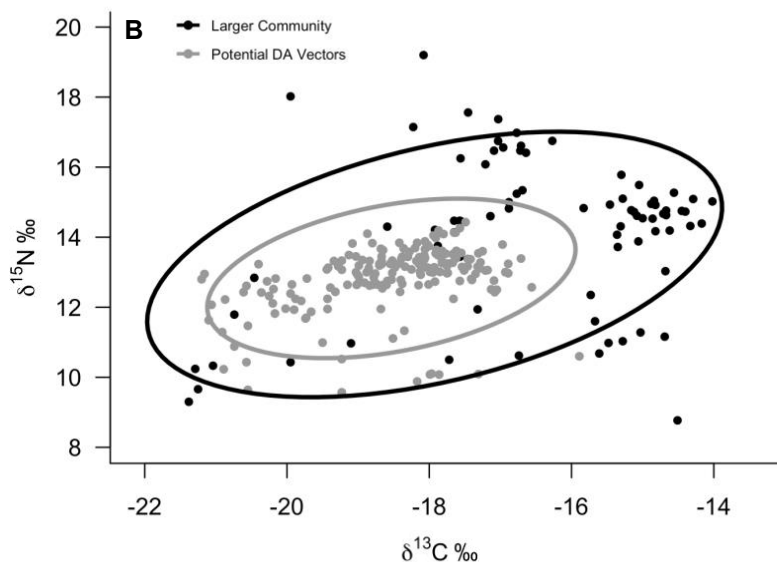 B
Larger Community
Potential DA Vectors
20
18
16
14
12
10
8
δ¹⁵N ‰
-22 -20 -18 -16 -14
δ¹³C ‰